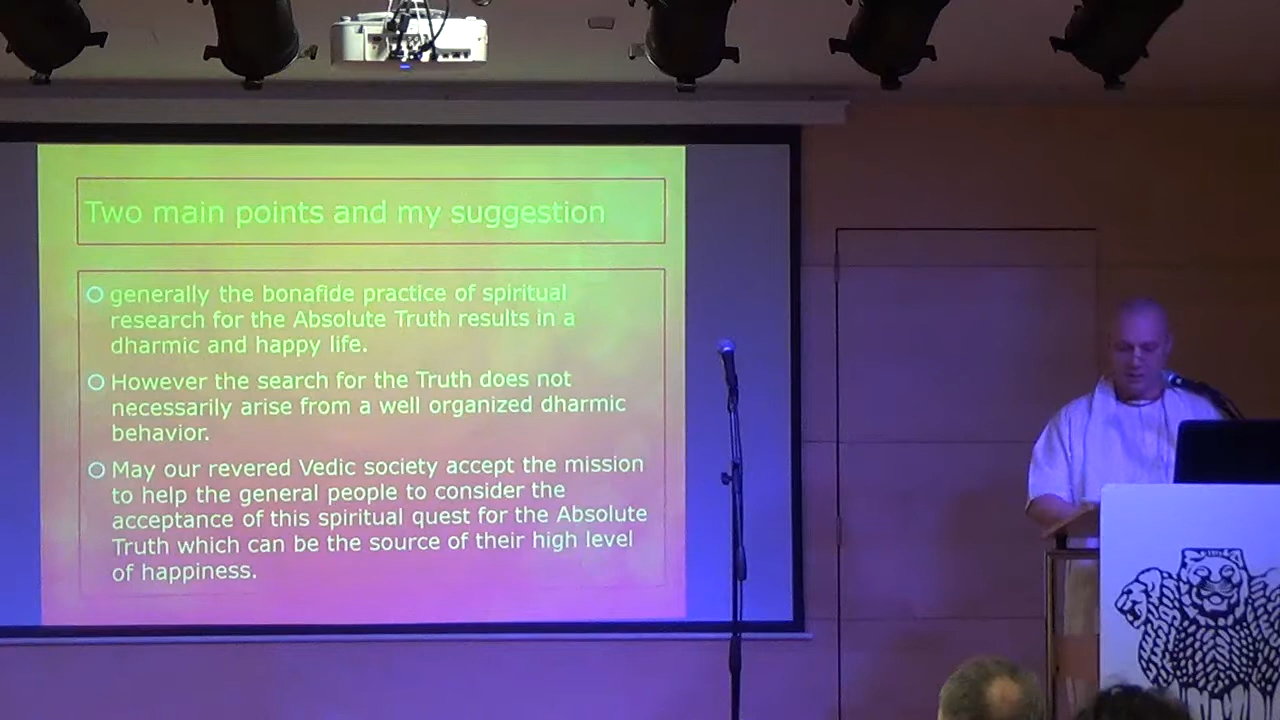 Two main points and my suggestion
generally the bonafide practice of spiritual
research for the Absolute Truth results in a
dharmic and happy life.
However the search for the Truth does not
necessarily arise from a well organized dharmic
behavior.
May our revered Vedic society accept the mission
to help the general people to consider the
acceptance of this spiritual quest for the Absolute
Truth which can be the source of their high level
of happiness.